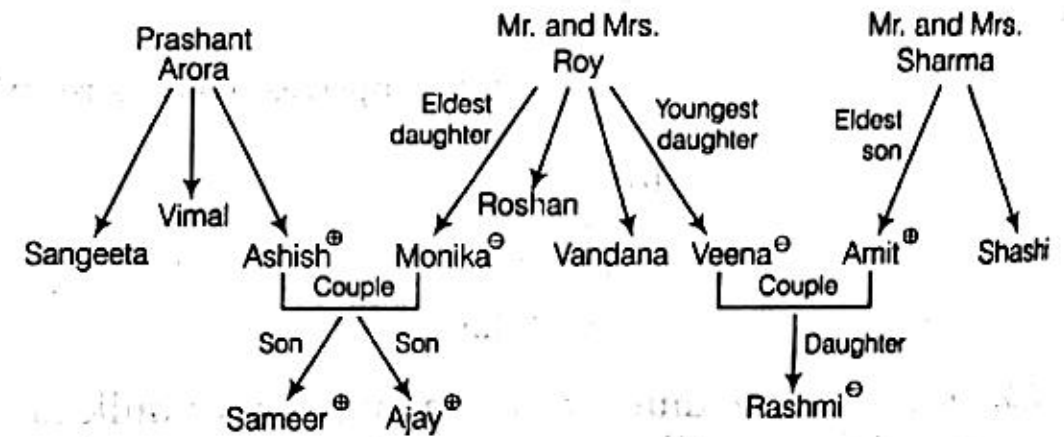 Prashant
Arora
Mr. and Mrs.
Roy
Mr. and Mrs.
Sharma
Eldest
daughter
Youngest
daughter
Eldest
son
Vimal
Roshan
Sangeeta
Ashish⊕
Monika⊖
Vandana
Veena⊖
Amit⊕
Shashi
Couple
Couple
Son
Son
Daughter
Sameer⊕
Ajay⊕
Rashmi⊖